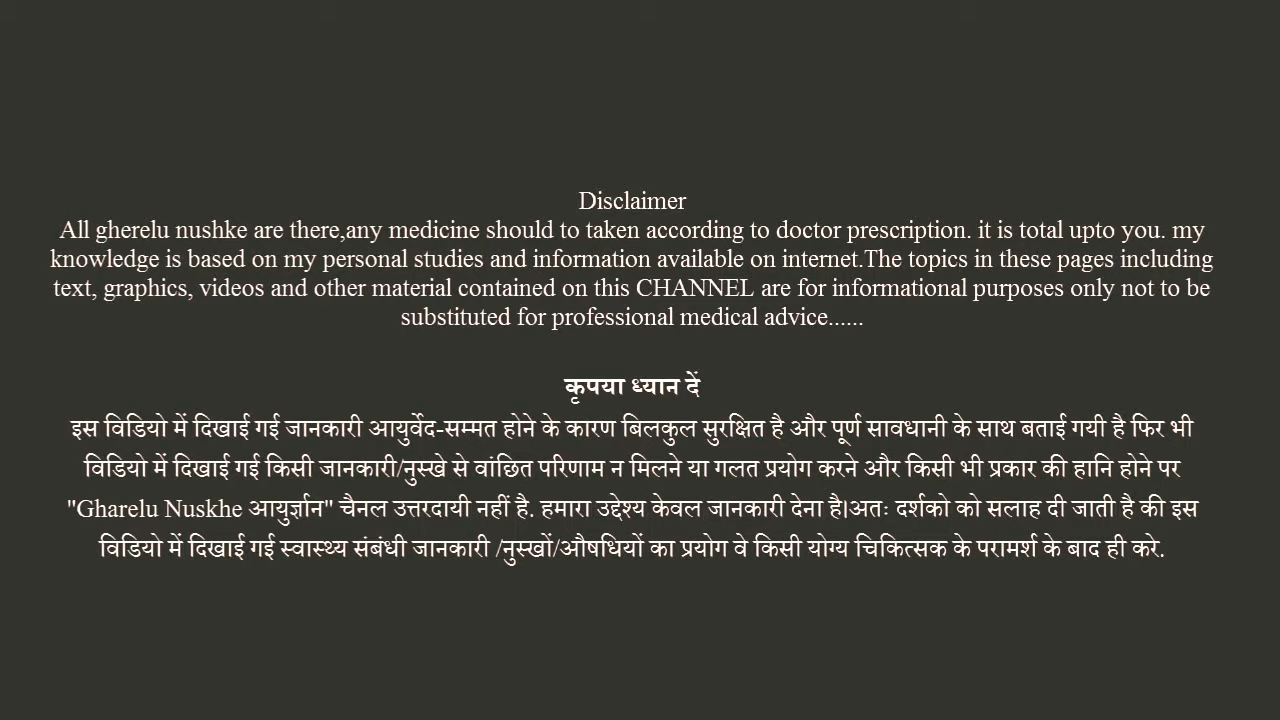 Disclaimer
All gherelu nushke are there,any medicine should to taken according to doctor prescription. it is total upto you. my
knowledge is based on my personal studies and information available on internet.The topics in these pages including
text, graphics, videos and other material contained on this CHANNEL are for informational purposes only not to be
substituted for professional medical advice......
कृपया ध्यान दें
इस विडियो में दिखाई गई जानकारी आयुर्वेद-सम्मत होने के कारण बिलकुल सुरक्षित है और पूर्ण सावधानी के साथ बताई गयी है फिर भी
विडियो में दिखाई गई किसी जानकारी/नुस्खे से वांछित परिणाम न मिलने या गलत प्रयोग करने और किसी भी प्रकार की हानि होने पर
"Gharelu Nuskhe आयुर्ज्ञान" चैनल उत्तरदायी नहीं है. हमारा उद्देश्य केवल जानकारी देना है।अतः दर्शको को सलाह दी जाती है की इस
विडियो में दिखाई गई स्वास्थ्य संबंधी जानकारी /नुस्खों/औषधियों का प्रयोग वे किसी योग्य चिकित्सक के परामर्श के बाद ही करे.